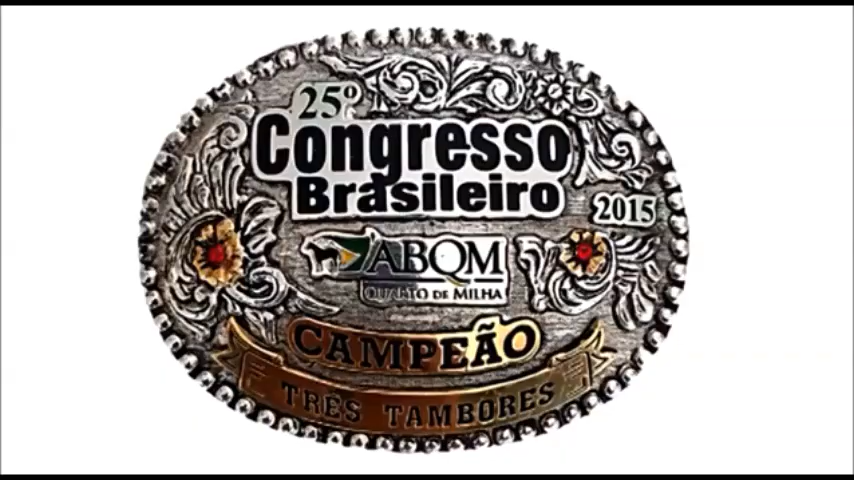 25º
Congresso
Brasileiro
2015
ABQM
QUARTO DE MILHA
CAMPEÃO
TRÊS TAMBORES